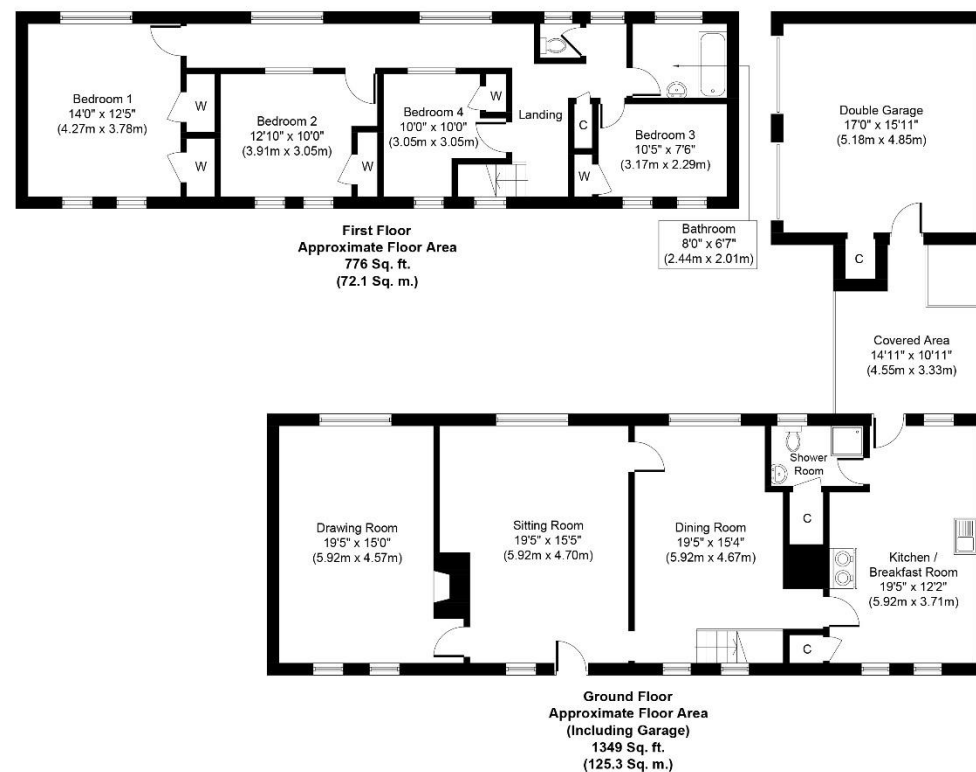 Bedroom 1
14'0" x 12'5"
(4.27m x 3.78m)
W
W
Bedroom 2
12'10" x 10'0"
(3.91m x 3.05m)
W
Bedroom 4
10'0" x 10'0"
(3.05m x 3.05m)
W
Landing
C
W
Bedroom 3
10'5" x 7'6"
(3.17m x 2.29m)
Bathroom
8'0" x 6'7"
(2.44m x 2.01m)
First Floor
Approximate Floor Area
776 Sq. ft.
(72.1 Sq. m.)
Double Garage
17'0" x 15'11"
(5.18m x 4.85m)
C
Covered Area
14'11" x 10'11"
(4.55m x 3.33m)
Drawing Room
19'5" x 15'0"
(5.92m x 4.57m)
Sitting Room
19'5" x 15'5"
(5.92m x 4.70m)
Dining Room
19'5" x 15'4"
(5.92m x 4.67m)
Shower
Room
C
Kitchen /
Breakfast Room
19'5" x 12'2"
(5.92m x 3.71m)
C
Ground Floor
Approximate Floor Area
(Including Garage)
1349 Sq. ft.
(125.3 Sq. m.)